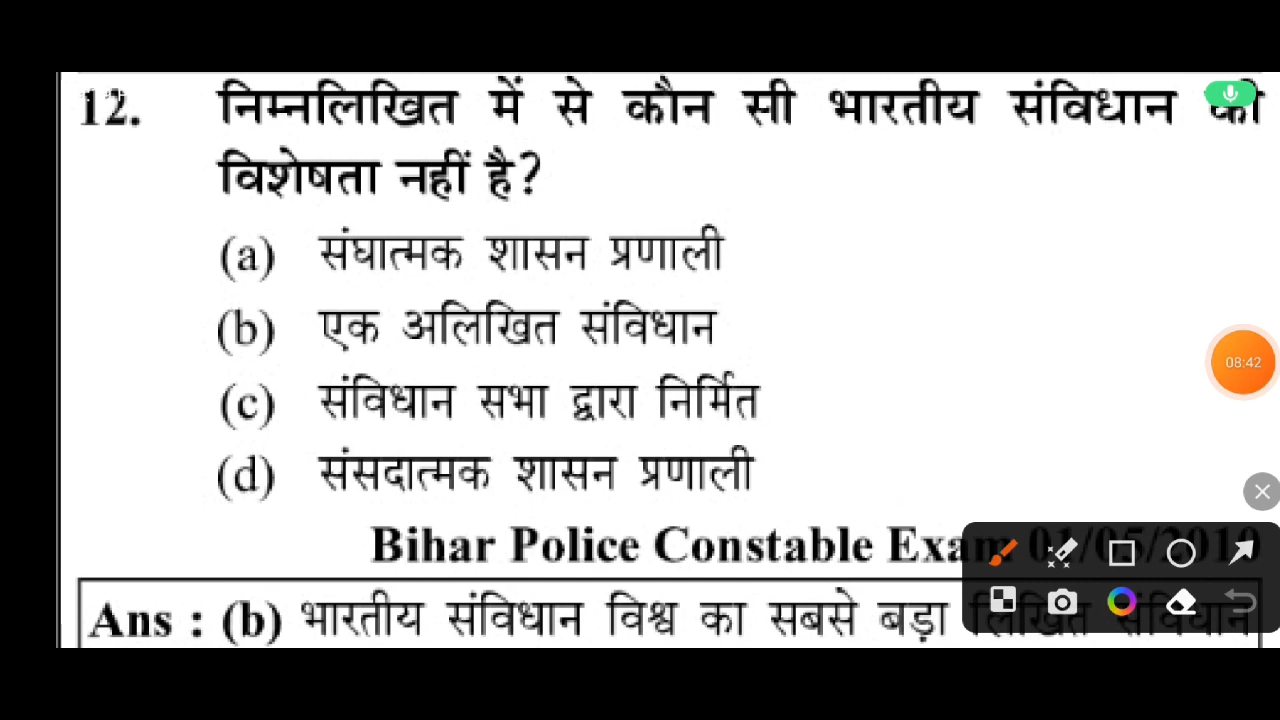 12. निम्नलिखित में से कौन सी भारतीय संविधान की
विशेषता नहीं है?
(a) संघात्मक शासन प्रणाली
(b) एक अलिखित संविधान
(c) संविधान सभा द्वारा निर्मित
(d) संसदात्मक शासन प्रणाली
08:42
Bihar Police Constable Exam
Ans : (b) भारतीय संविधान विश्व का सबसे बड़ा लिखित संविधान